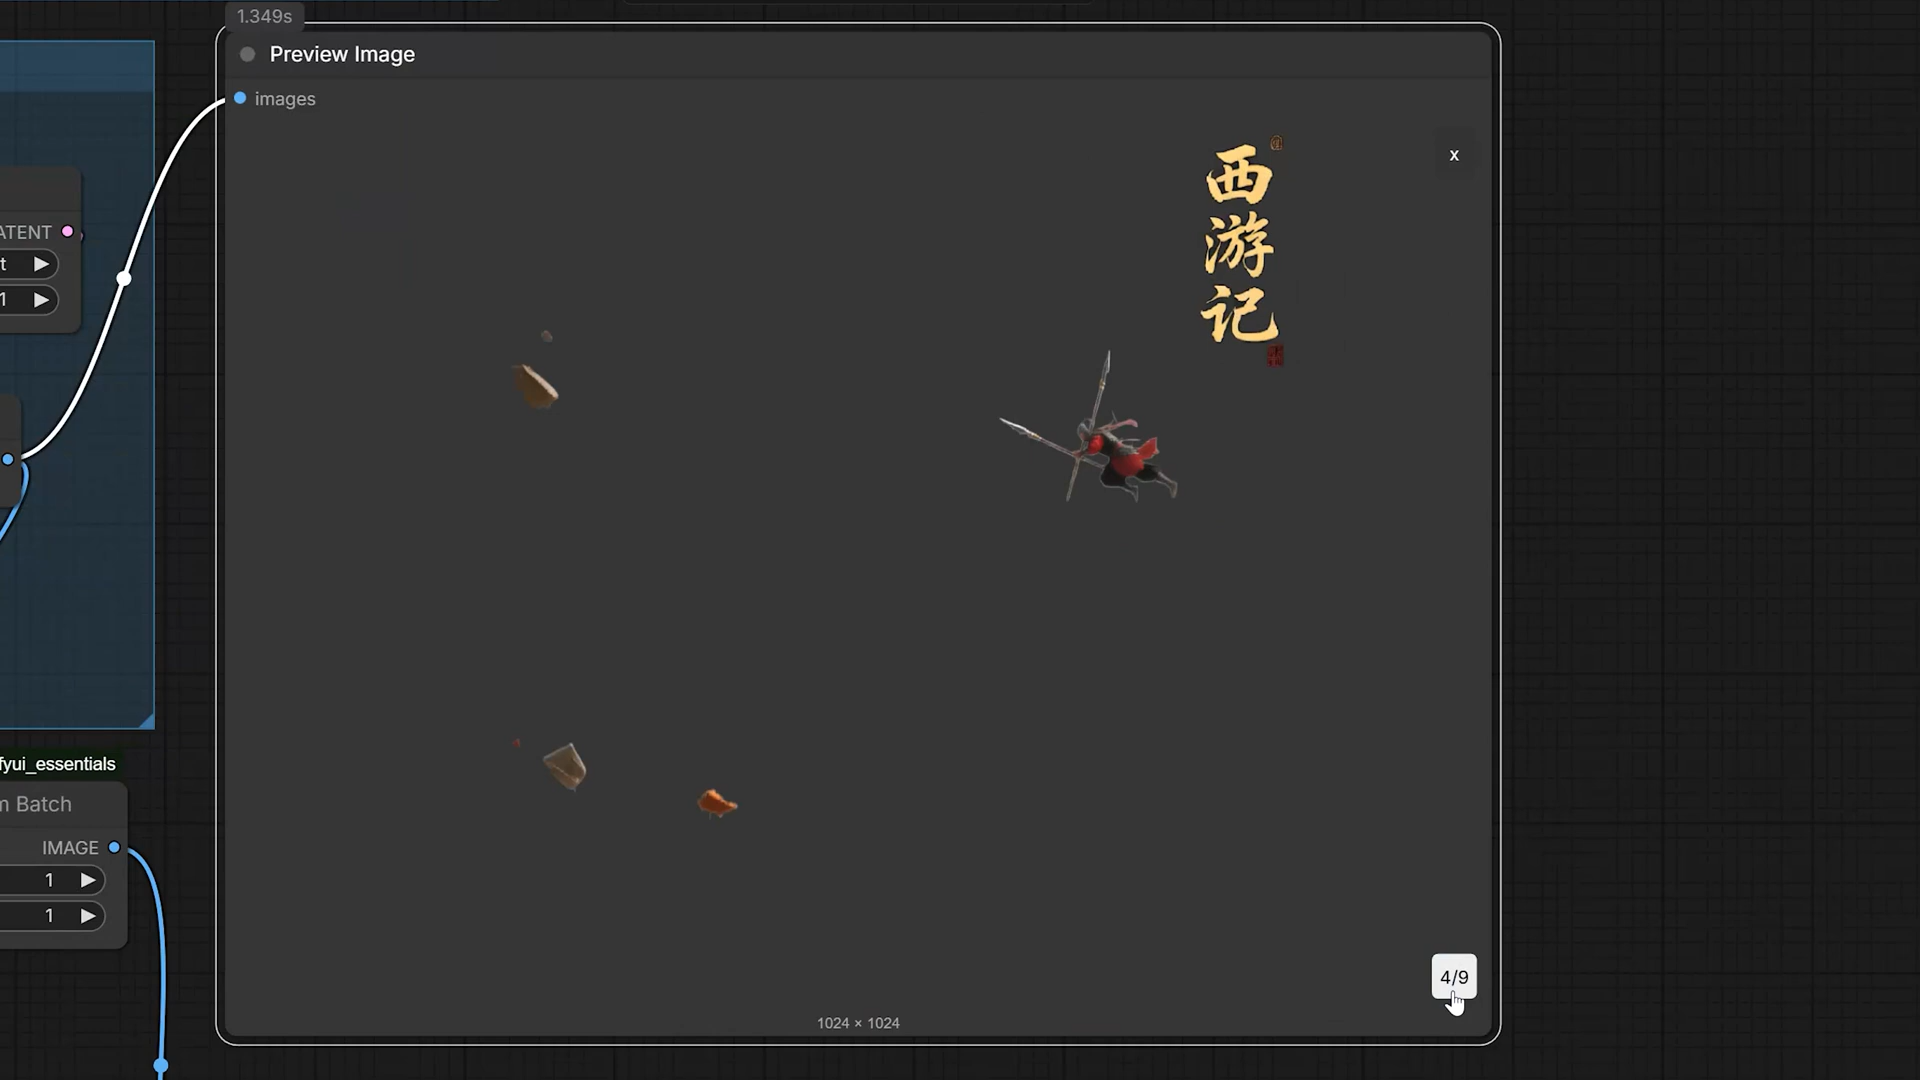 1.349s
Preview Image
images
x
西
游
记
ATENT
t
1
fyui_essentials
m Batch
IMAGE
1
1
4/9
1024 × 1024